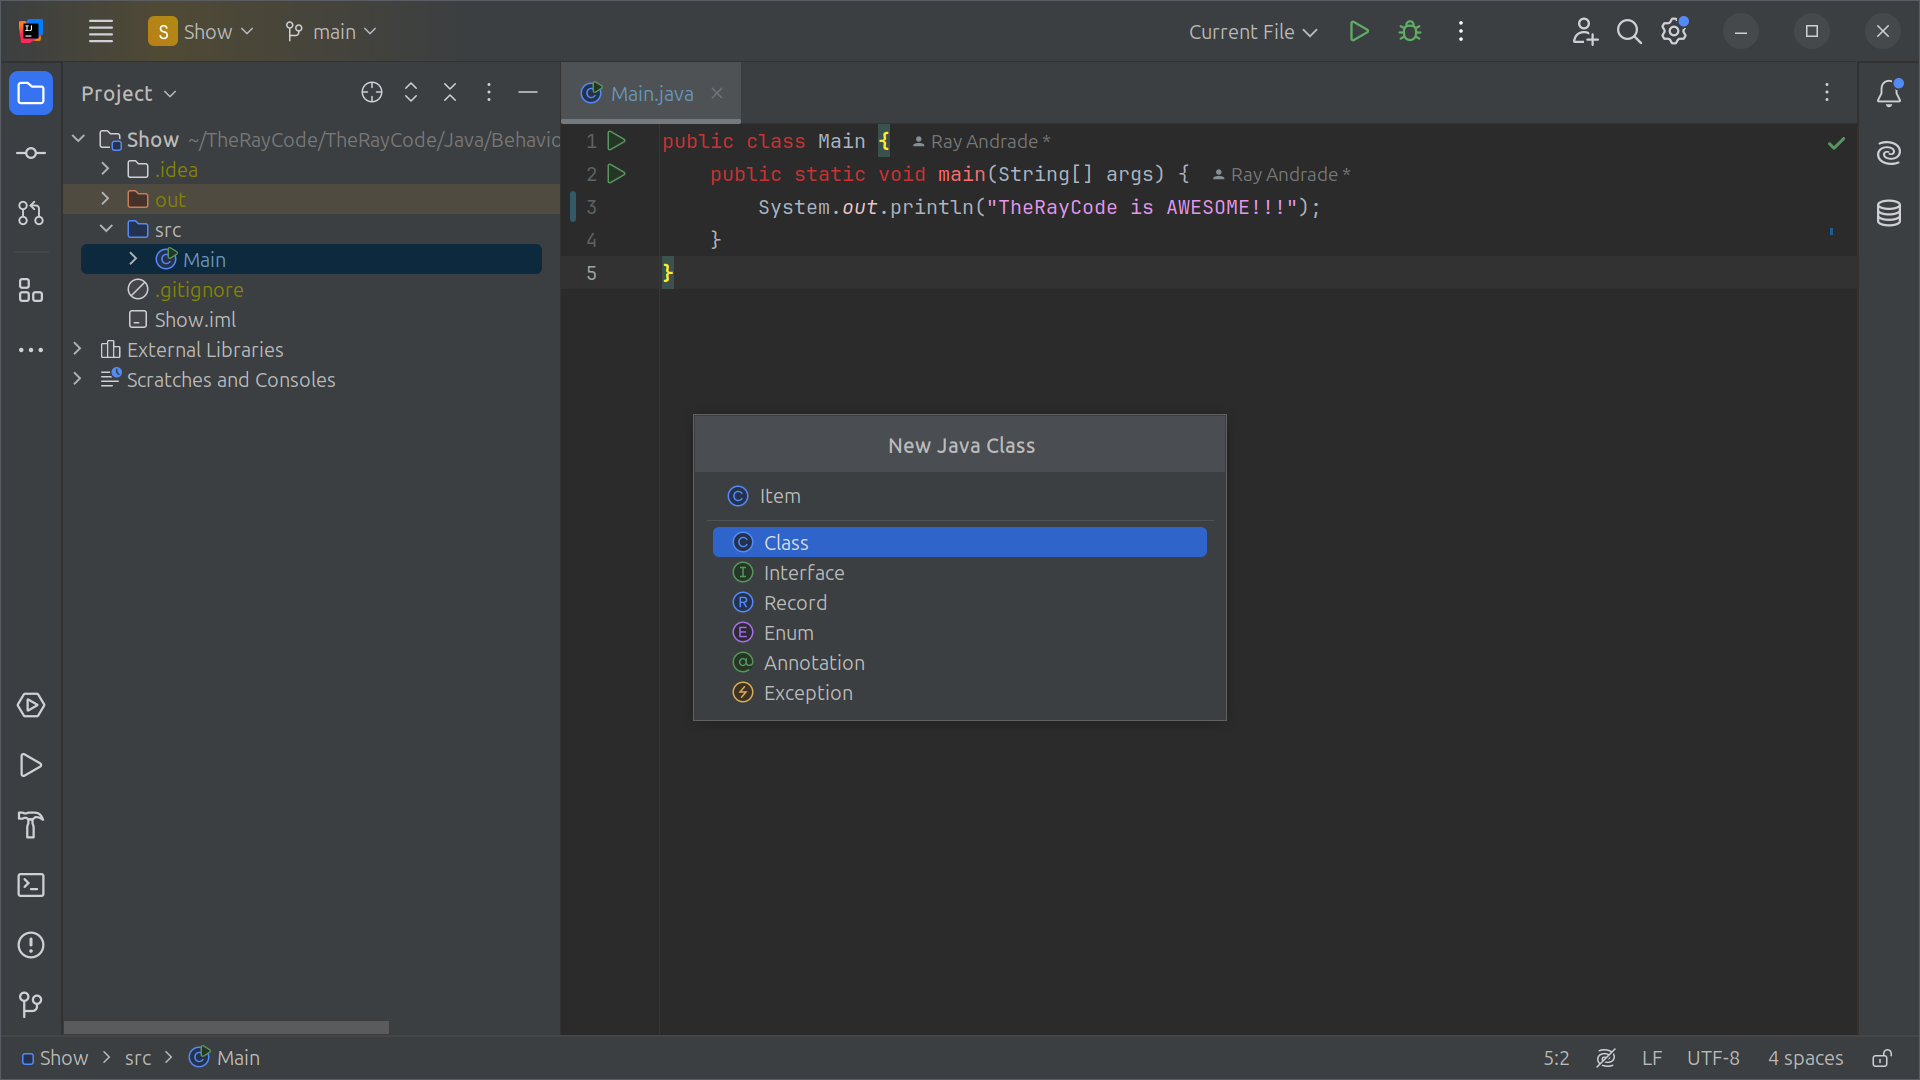 S Show main Current File
Project
Show ~/TheRayCode/TheRayCode/Java/Behavio
.idea
out
src
Main
.gitignore
Show.iml
External Libraries
Scratches and Consoles
Main.java
1 public class Main { Ray Andrade *
2 public static void main(String[] args) { Ray Andrade *
3 System.out.println("TheRayCode is AWESOME!!!");
4 }
5 }
New Java Class
C Item
C Class
I Interface
R Record
E Enum
@ Annotation
Exception
Show > src > Main 5:2 LF UTF-8 4 spaces